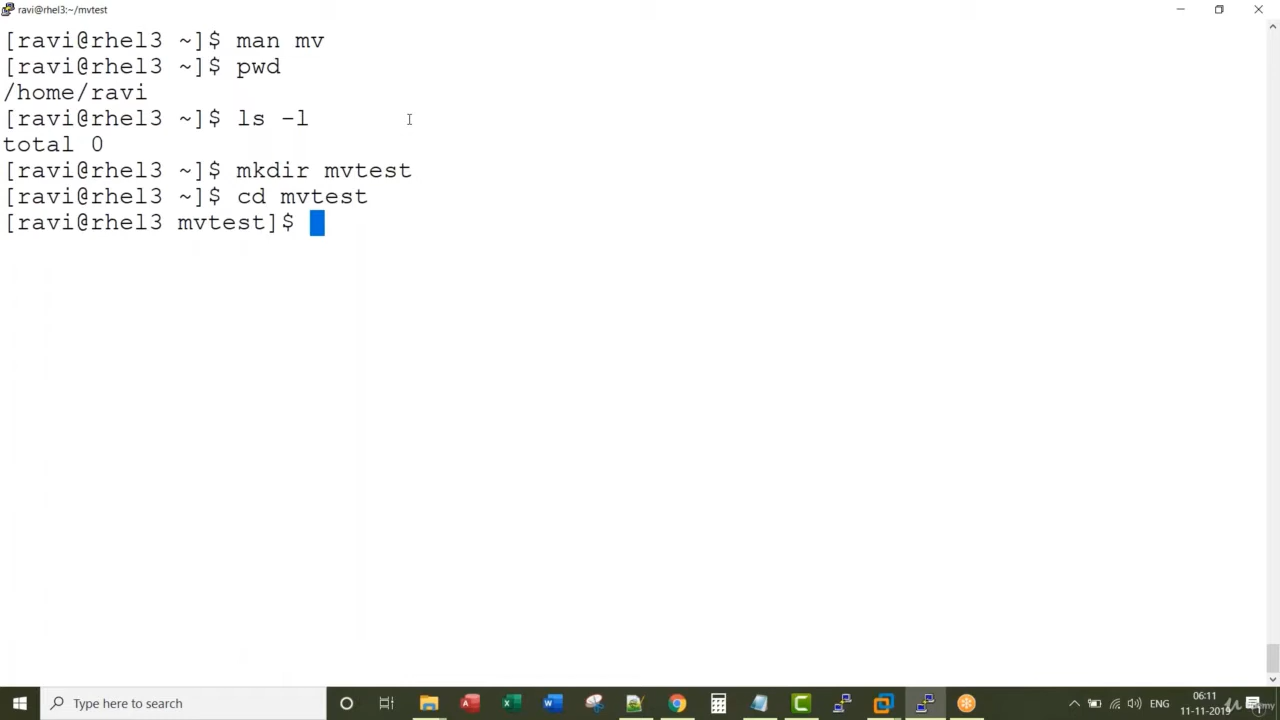 ravi@rhel3:~/mvtest
[ravi@rhel3 ~]$ man mv
[ravi@rhel3 ~]$ pwd
/home/ravi
[ravi@rhel3 ~]$ ls -l
total 0
[ravi@rhel3 ~]$ mkdir mvtest
[ravi@rhel3 ~]$ cd mvtest
[ravi@rhel3 mvtest]$
Type here to search
ENG
06:11
11-11-2019